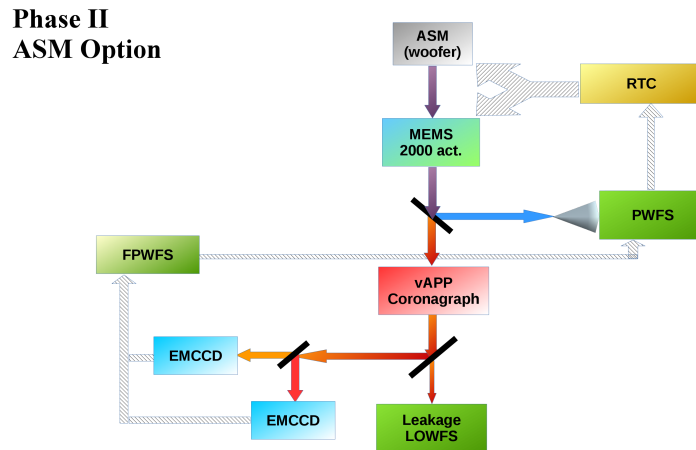 Phase II
ASM Option
ASM
(woofer)
RTC
MEMS
2000 act.
PWFS
FPWFS
vAPP
Coronagraph
EMCCD
EMCCD
Leakage
LOWFS